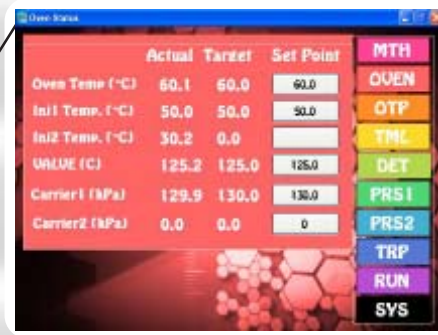 Oven Status
Actual Target Set Point
Oven Temp (°C) 60.1 60.0 60.0
Inj1 Temp. (°C) 50.0 50.0 50.0
Inj2 Temp. (°C) 30.2 0.0
VALVE (C) 125.2 125.0 125.0
Carrier1 (kPa) 129.9 130.0 130.0
Carrier2 (kPa) 0.0 0.0 0
MTH
OVEN
OTP
TML
DET
PRS1
PRS2
TRP
RUN
SYS